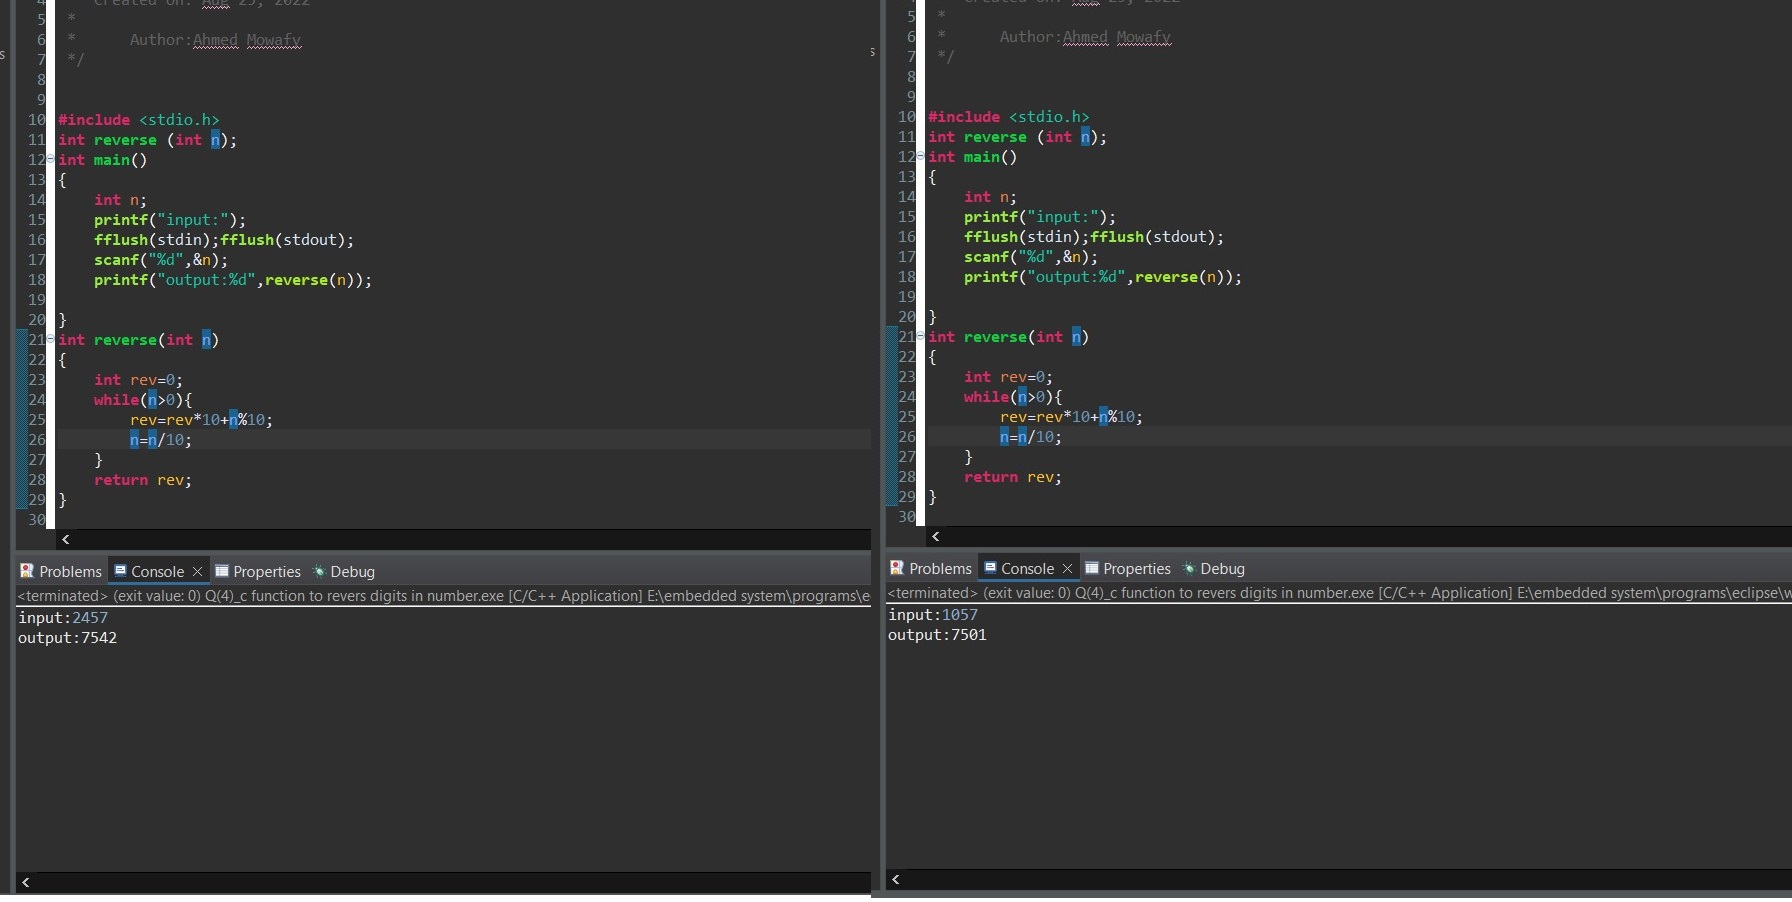 4    Created on: Aug 25, 2022
5 *
6 *      Author:Ahmed Mowafy
7 */
8
9
10 #include <stdio.h>
11 int reverse (int n);
12 int main()
13 {
14     int n;
15     printf("input:");
16     fflush(stdin);fflush(stdout);
17     scanf("%d",&n);
18     printf("output:%d",reverse(n));
19
20 }
21 int reverse(int n)
22 {
23     int rev=0;
24     while(n>0){
25         rev=rev*10+n%10;
26         n=n/10;
27     }
28     return rev;
29 }
30
Problems Console Properties Debug
<terminated> (exit value: 0) Q(4)_c function to revers digits in number.exe [C/C++ Application] E:\embedded system\programs\e
input:2457
output:7542
s
4    Created on: Aug 25, 2022
5 *
6 *      Author:Ahmed Mowafy
7 */
8
9
10 #include <stdio.h>
11 int reverse (int n);
12 int main()
13 {
14     int n;
15     printf("input:");
16     fflush(stdin);fflush(stdout);
17     scanf("%d",&n);
18     printf("output:%d",reverse(n));
19
20 }
21 int reverse(int n)
22 {
23     int rev=0;
24     while(n>0){
25         rev=rev*10+n%10;
26         n=n/10;
27     }
28     return rev;
29 }
30
Problems Console Properties Debug
<terminated> (exit value: 0) Q(4)_c function to revers digits in number.exe [C/C++ Application] E:\embedded system\programs\eclipse\w
input:1057
output:7501